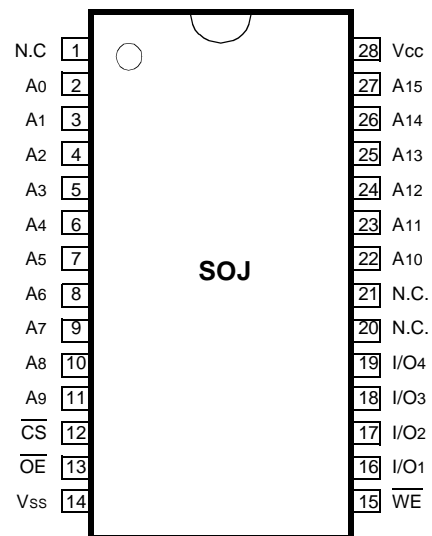 N.C 1 28 Vcc
A0 2 27 A15
A1 3 26 A14
A2 4 25 A13
A3 5 24 A12
A4 6 23 A11
A5 7 22 A10
SOJ
A6 8 21 N.C.
A7 9 20 N.C.
A8 10 19 I/O4
A9 11 18 I/O3
CS 12 17 I/O2
OE 13 16 I/O1
Vss 14 15 WE